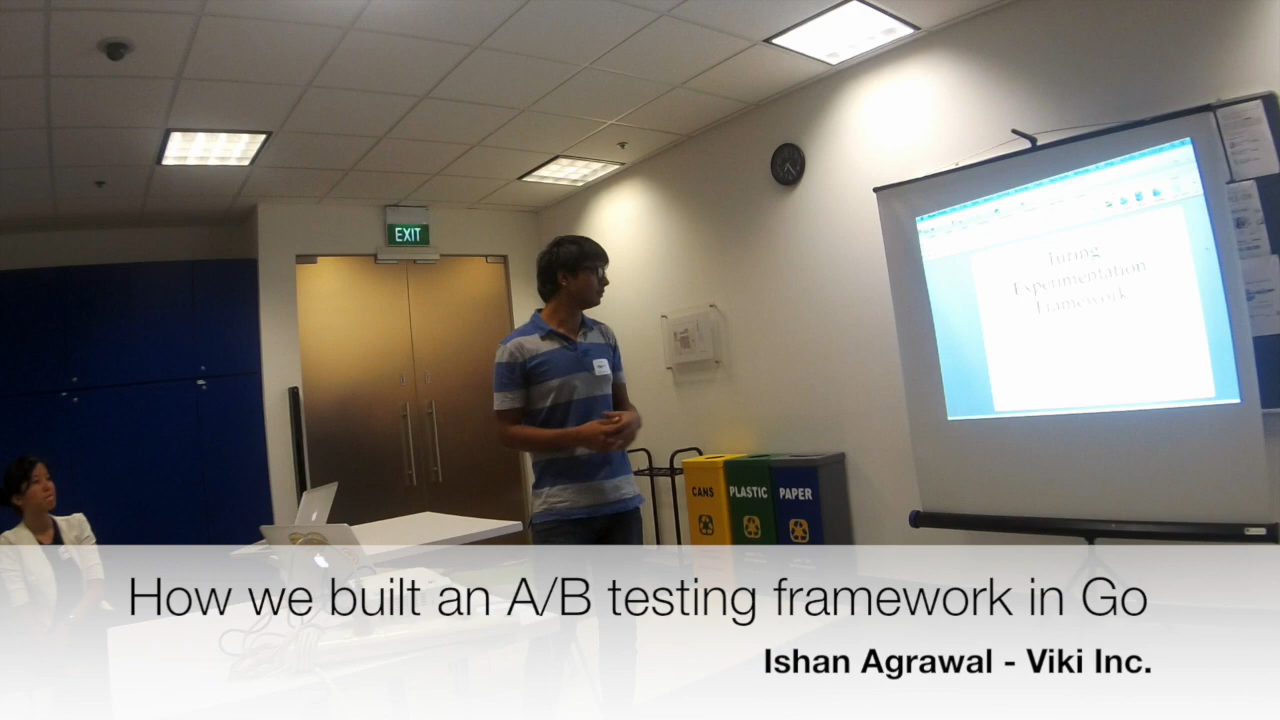 EXIT
Turing
Experimentation
Framework
CANS
PLASTIC
PAPER
How we built an A/B testing framework in Go
Ishan Agrawal - Viki Inc.